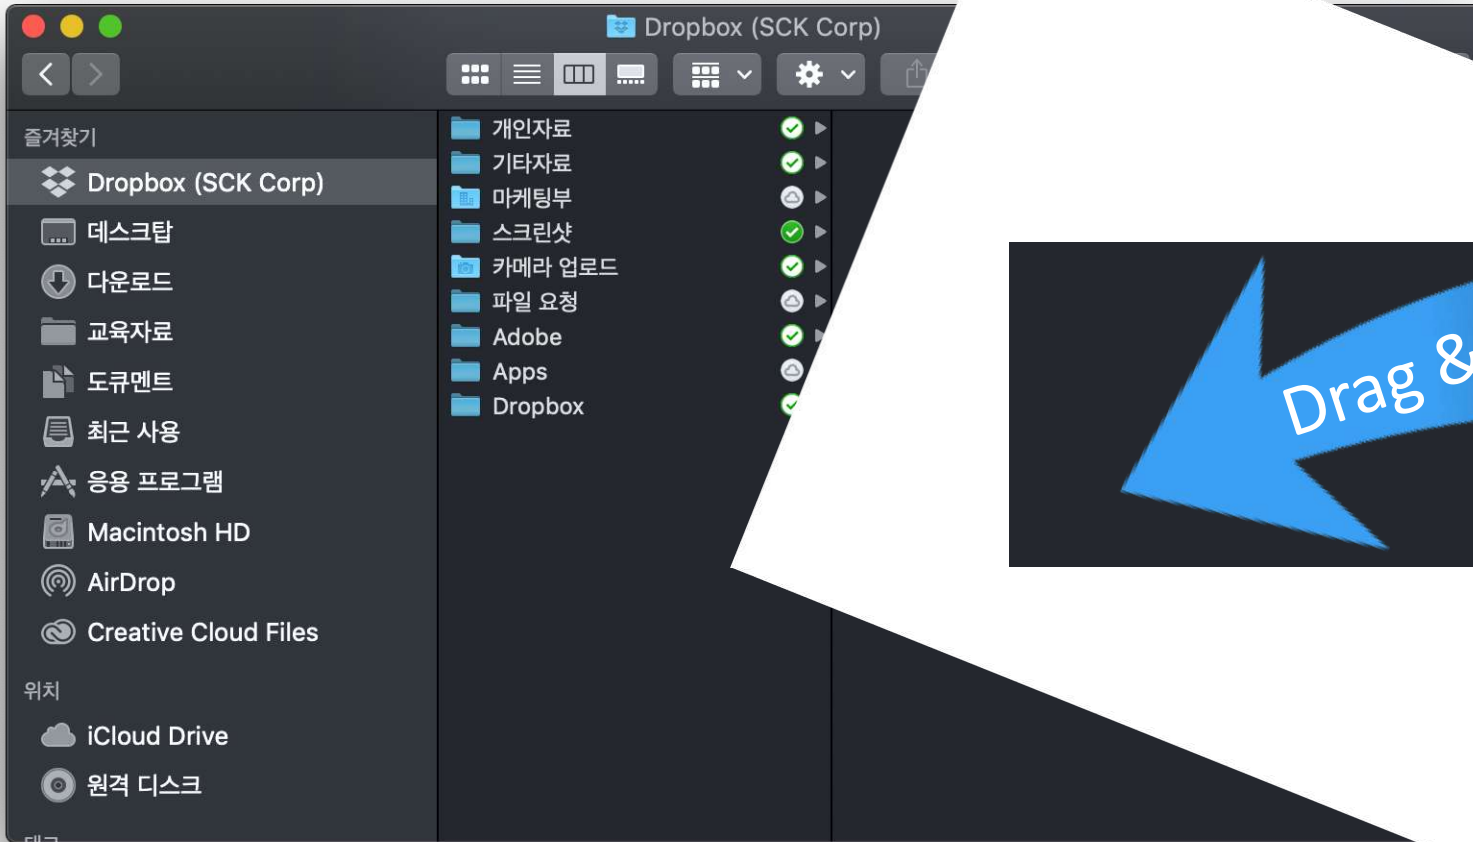 Dropbox (SCK Corp)
즐겨찾기
Dropbox (SCK Corp)
데스크탑
다운로드
교육자료
도큐멘트
최근 사용
응용 프로그램
Macintosh HD
AirDrop
Creative Cloud Files
위치
iCloud Drive
원격 디스크
개인자료
기타자료
마케팅부
스크린샷
카메라 업로드
파일 요청
Adobe
Apps
Dropbox
Drag &